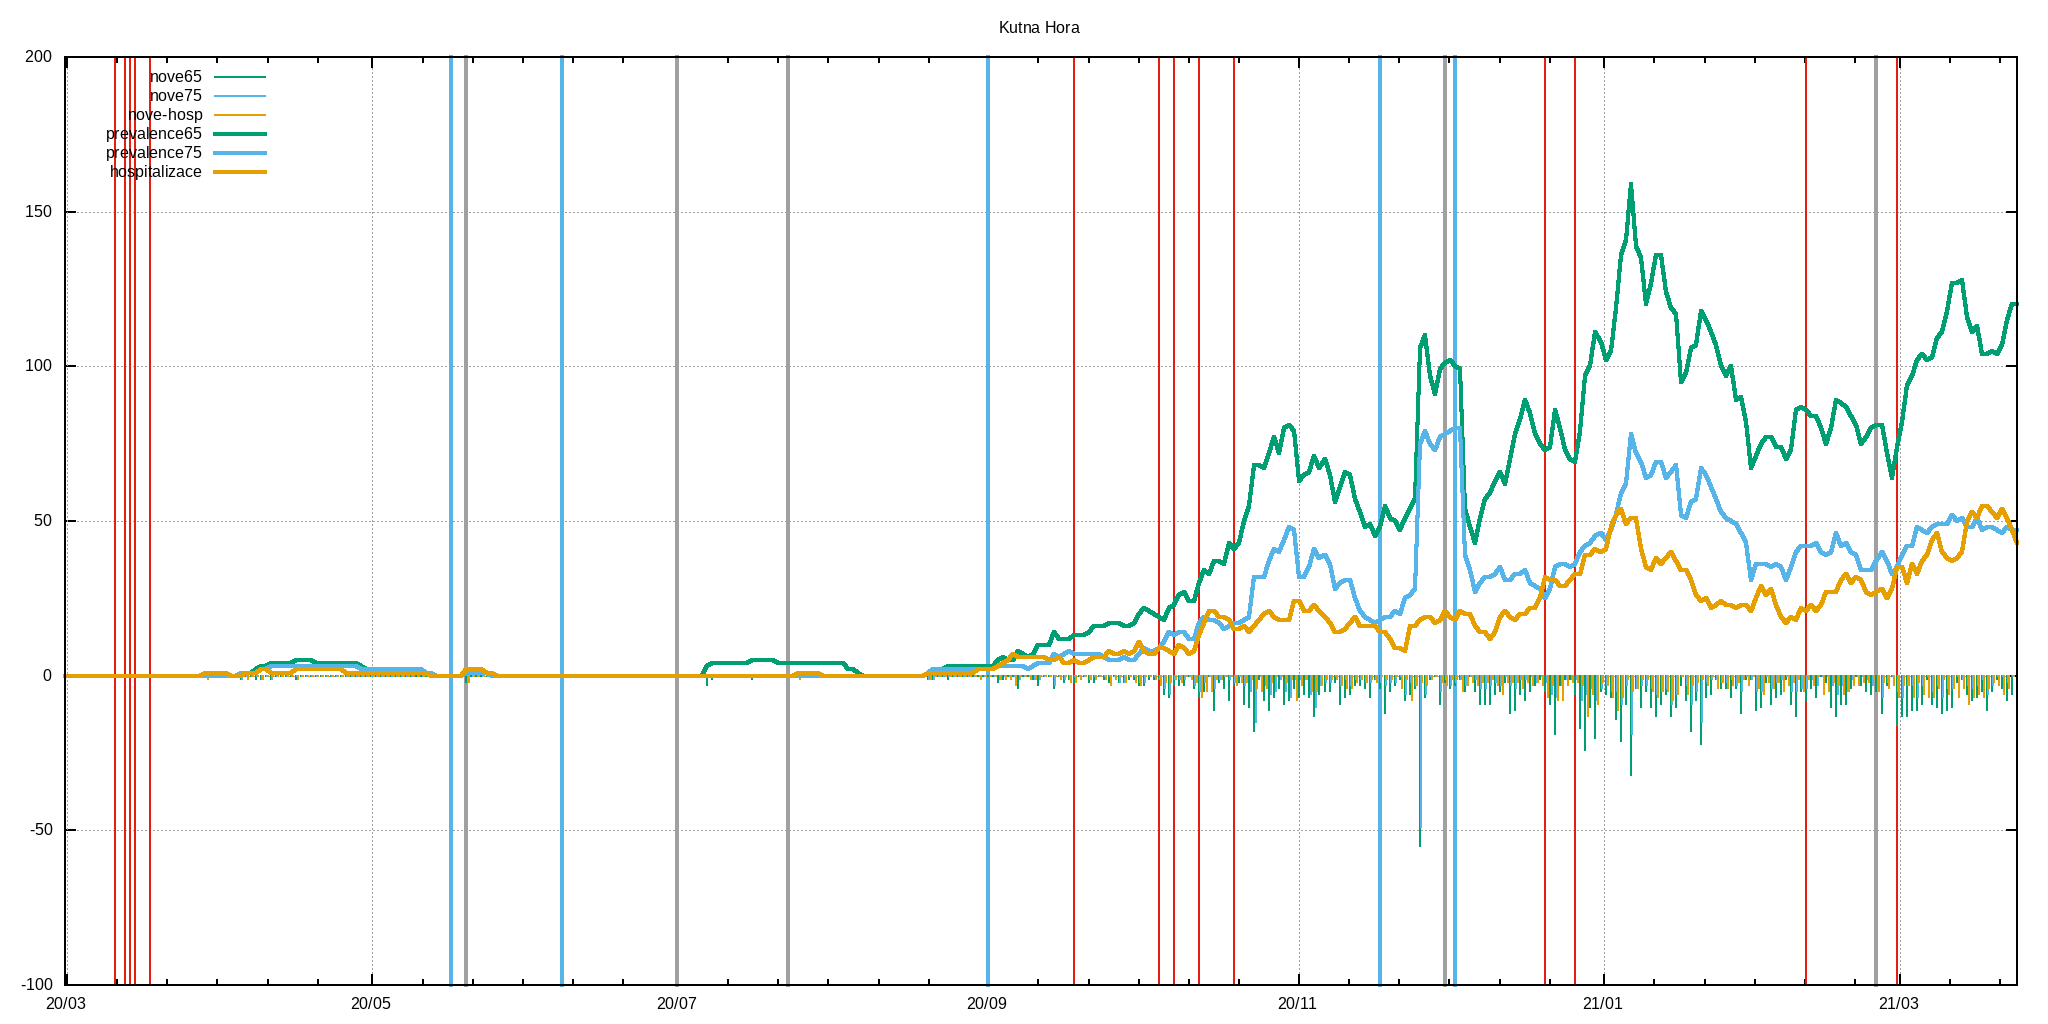 Kutna Hora
200
150
100
50
0
-50
-100
nove65
nove75
nove-hosp
prevalence65
prevalence75
hospitalizace
20/03 20/05 20/07 20/09 20/11 21/01 21/03